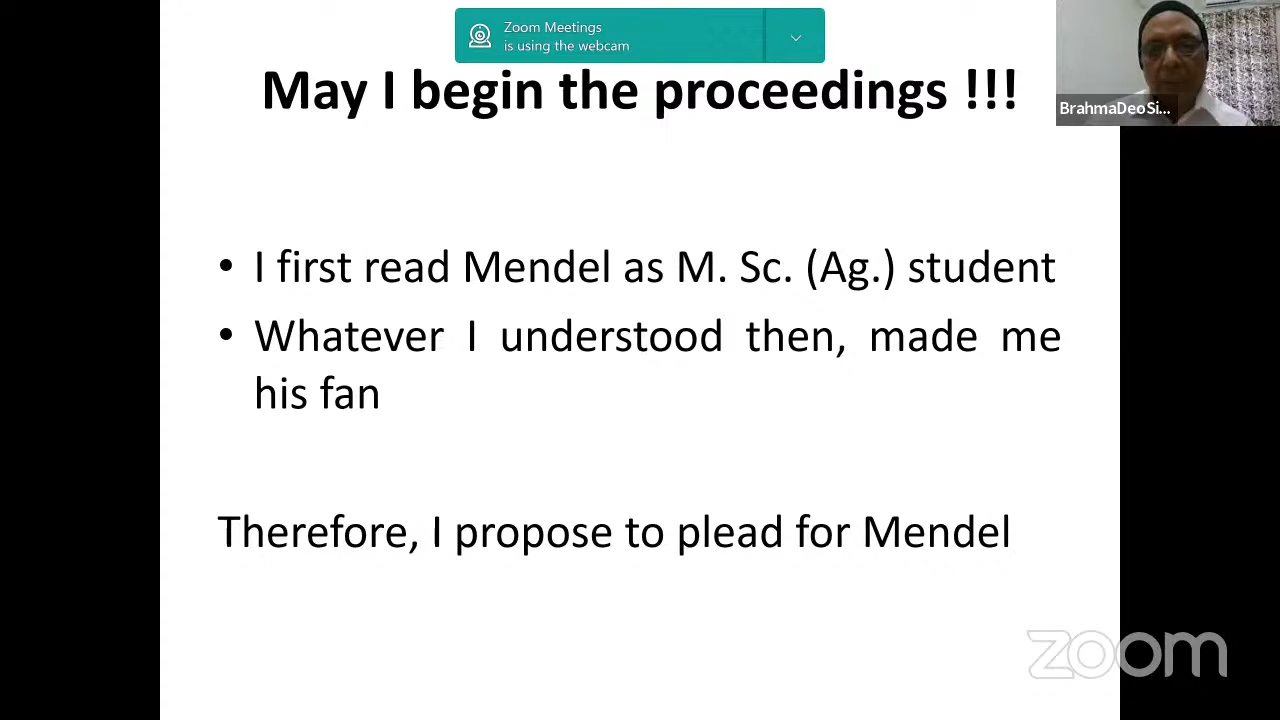 Zoom Meetings
is using the webcam
May I begin the proceedings !!!
BrahmaDeoSi...
• I first read Mendel as M. Sc. (Ag.) student
• Whatever I understood then, made me
his fan
Therefore, I propose to plead for Mendel
zoom